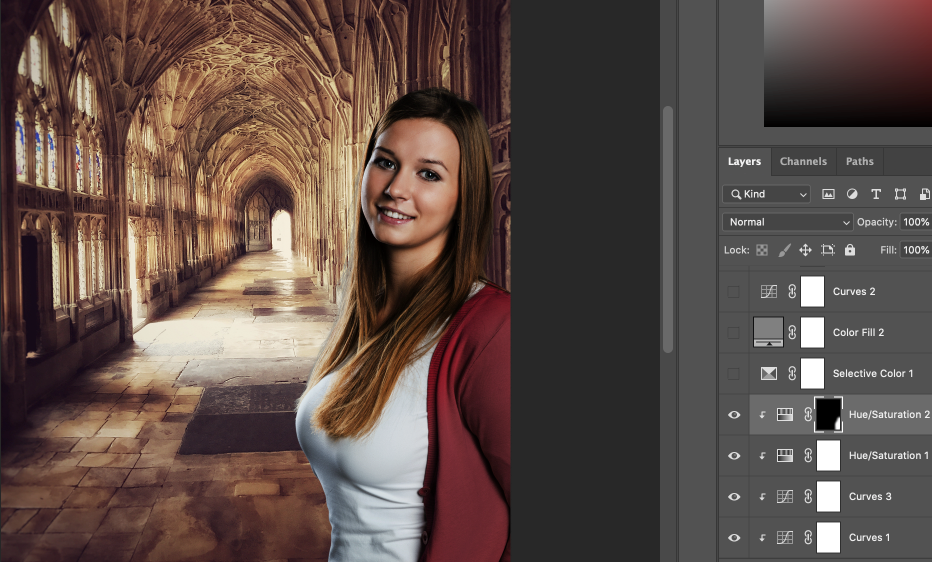 Layers Channels Paths
Kind
Normal Opacity: 100%
Lock: Fill: 100%
Curves 2
Color Fill 2
Selective Color 1
Hue/Saturation 2
Hue/Saturation 1
Curves 3
Curves 1